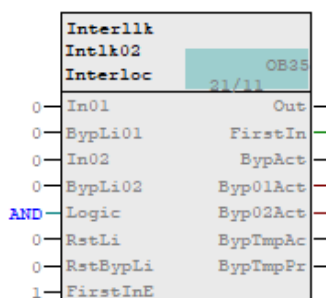 Interllk
Intlk02
Interloc OB35
21/11
0 In01 Out
0 BypLi01 FirstIn
0 In02 BypAct
0 BypLi02 Byp01Act
AND Logic Byp02Act
0 RstLi BypTmpAc
0 RstBypLi BypTmpPr
1 FirstInE